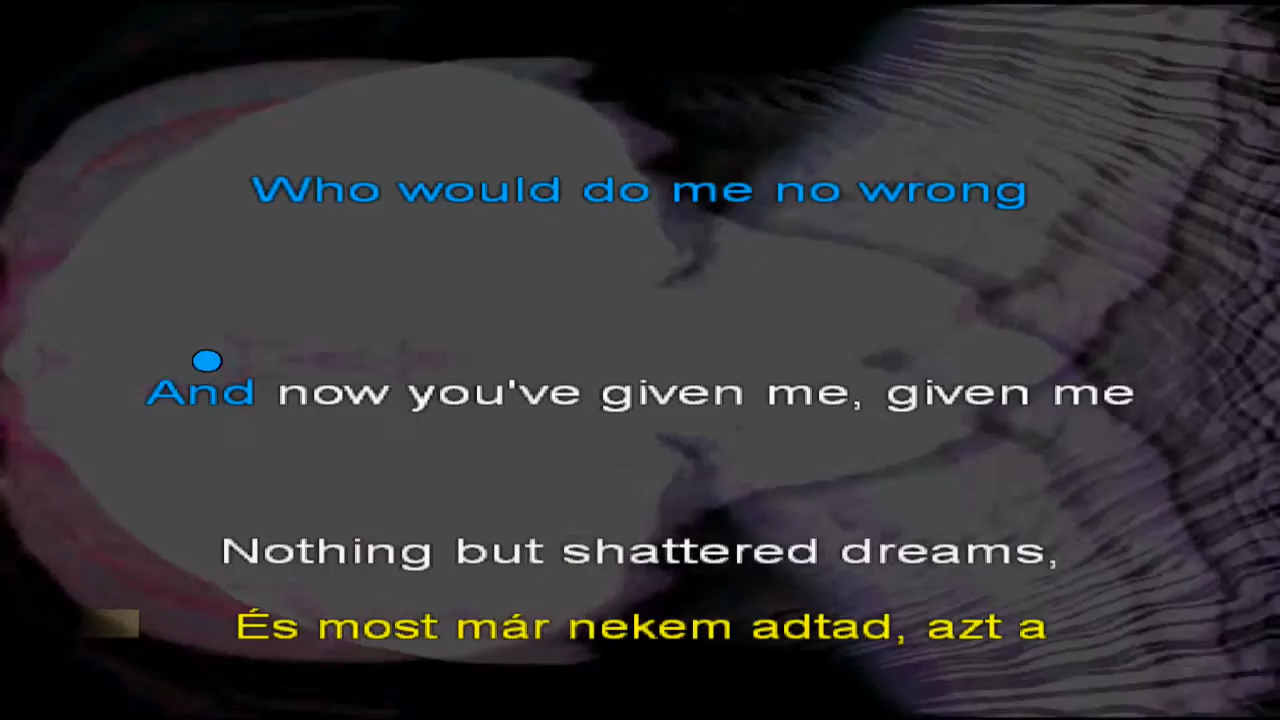 Who would do me no wrong
And now you've given me, given me
Nothing but shattered dreams,
És most már nekem adtad, azt a